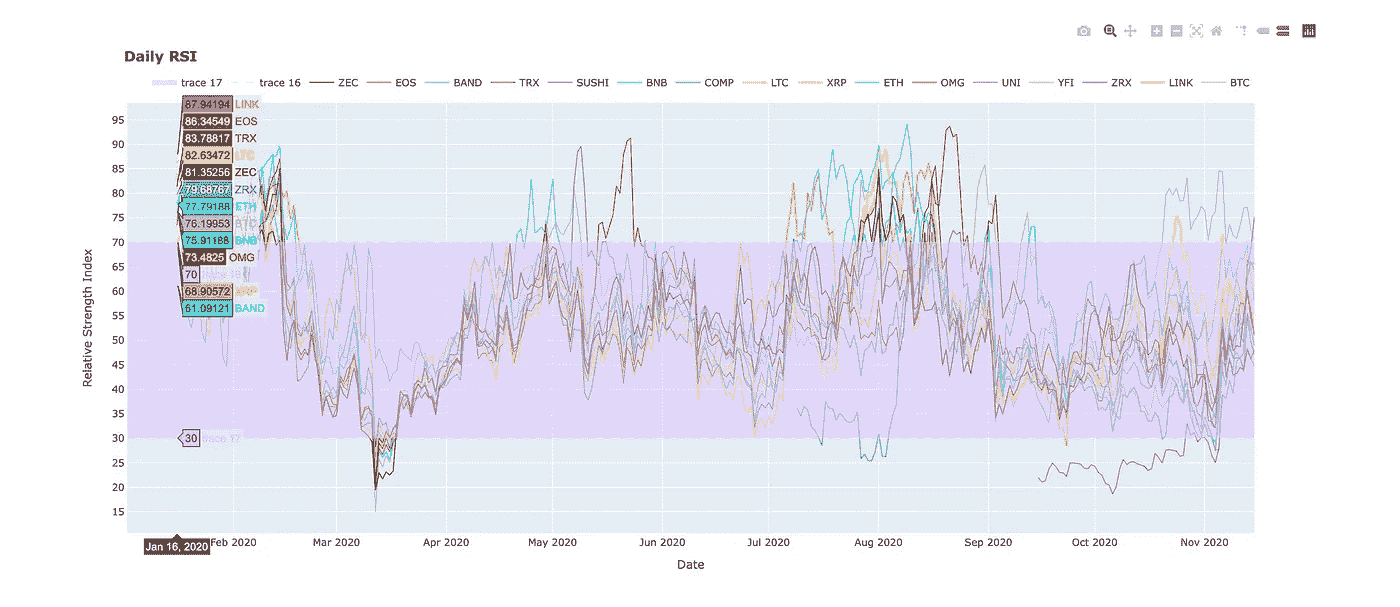 Daily RSI
trace 17 trace 16 ZEC EOS BAND TRX SUSHI BNB COMP LTC XRP ETH OMG UNI YFI ZRX LINK BTC
87.94194 LINK
86.34549 EOS
83.78817 TRX
82.63472 LTC
81.35256 ZEC
79.68767 ZRX
77.79188 ETH
76.19953 BTC
75.91188 BNB
73.4825 OMG
70
68.90572 XRP
61.09121 BAND
30 trace 17
95
90
85
80
75
70
65
60
55
50
45
40
35
30
25
20
15
Relative Strength Index
Jan 16, 2020 Feb 2020 Mar 2020 Apr 2020 May 2020 Jun 2020 Jul 2020 Aug 2020 Sep 2020 Oct 2020 Nov 2020
Date